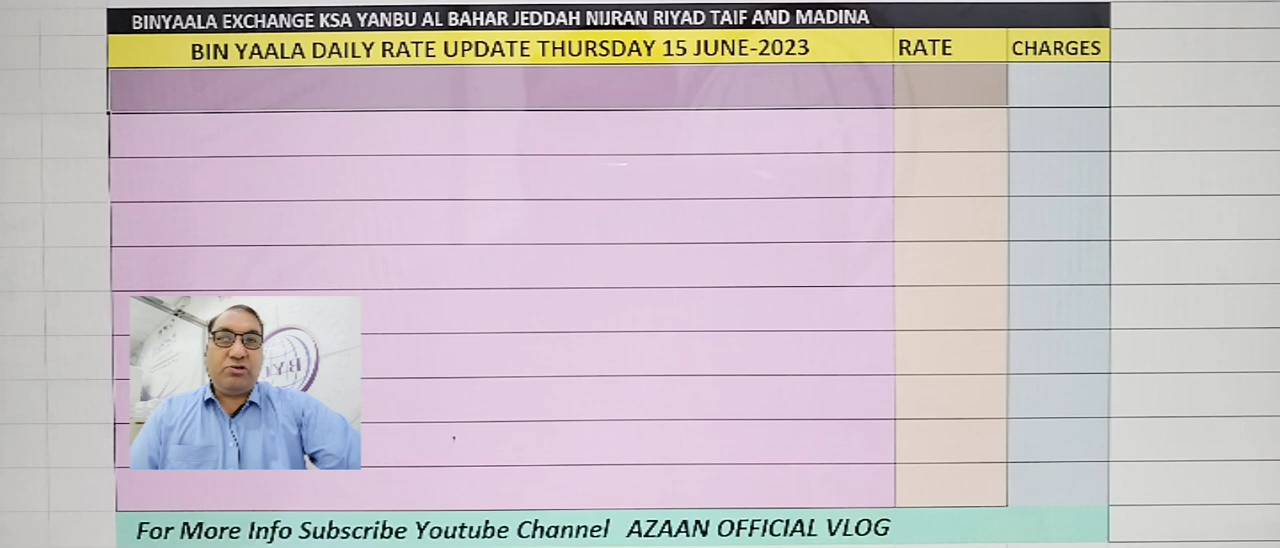 BINYAALA EXCHANGE KSA YANBU AL BAHAR JEDDAH NIJRAN RIYAD TAIF AND MADINA
BIN YAALA DAILY RATE UPDATE THURSDAY 15 JUNE-2023 RATE CHARGES
For More Info Subscribe Youtube Channel AZAAN OFFICIAL VLOG